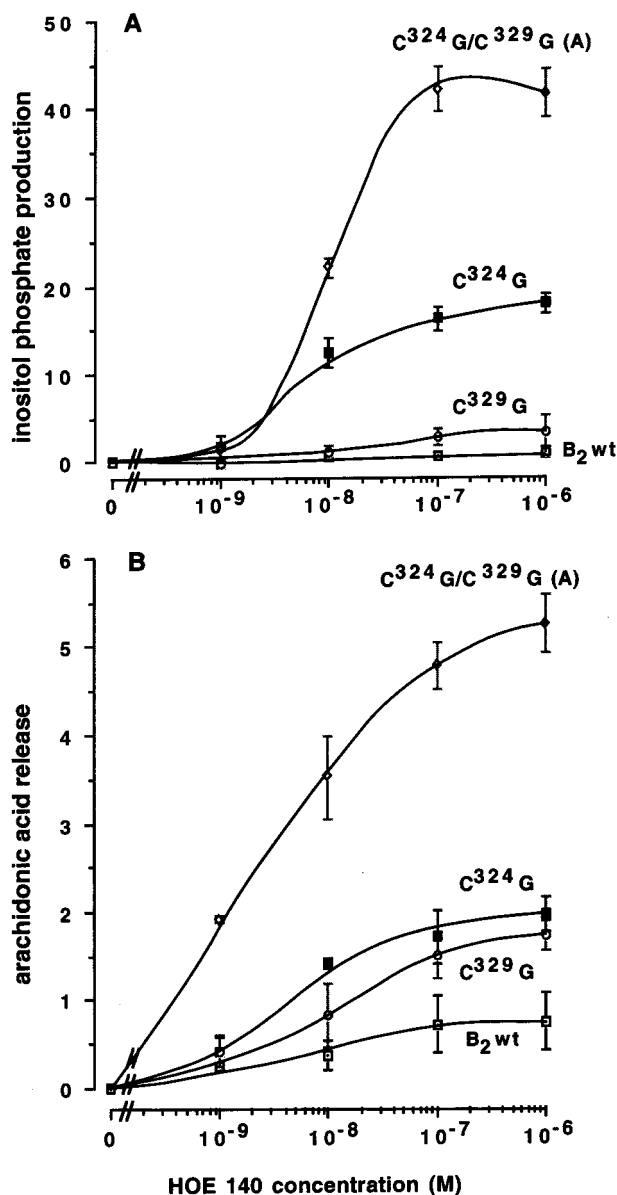 A
C³²⁴G/C³²⁹G (A)
50
40
30
20
10
0
inositol phosphate production
C³²⁴G
C³²⁹G
B₂wt
0 10⁻⁹ 10⁻⁸ 10⁻⁷ 10⁻⁶
B
C³²⁴G/C³²⁹G (A)
6
5
4
3
2
1
0
arachidonic acid release
C³²⁴G
C³²⁹G
B₂wt
0 10⁻⁹ 10⁻⁸ 10⁻⁷ 10⁻⁶
HOE 140 concentration (M)